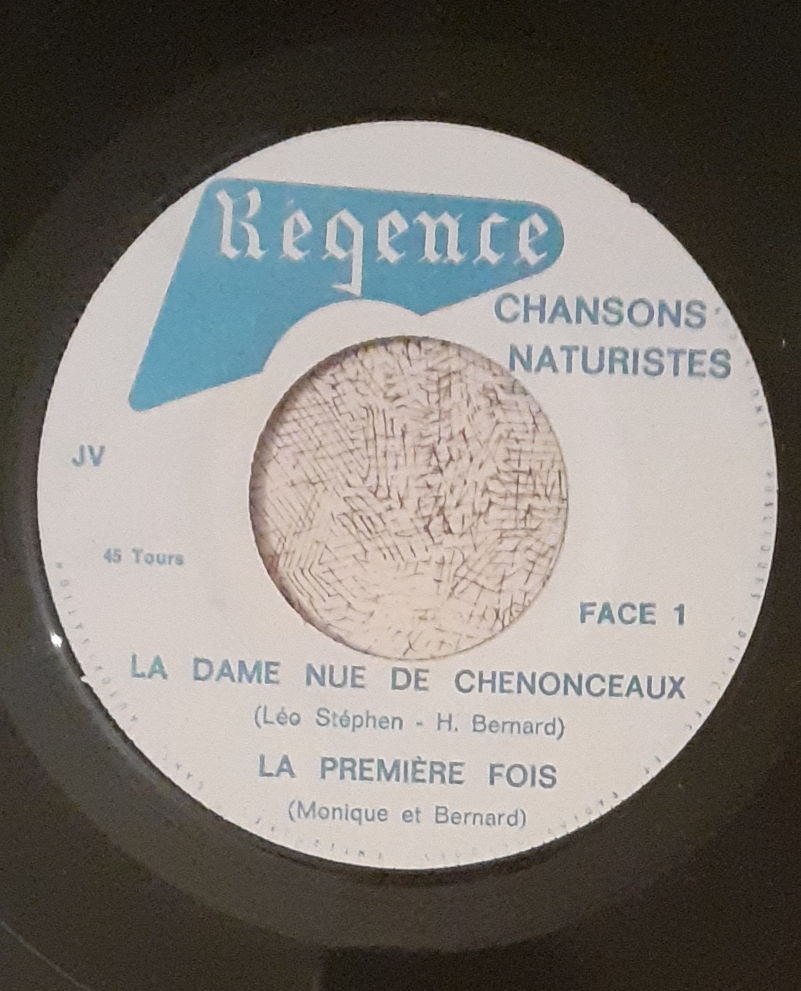 Régence
CHANSONS
NATURISTES
JV
45 Tours
FACE 1
LA DAME NUE DE CHENONCEAUX
(Léo Stéphen - H. Bernard)
LA PREMIÈRE FOIS
(Monique et Bernard)